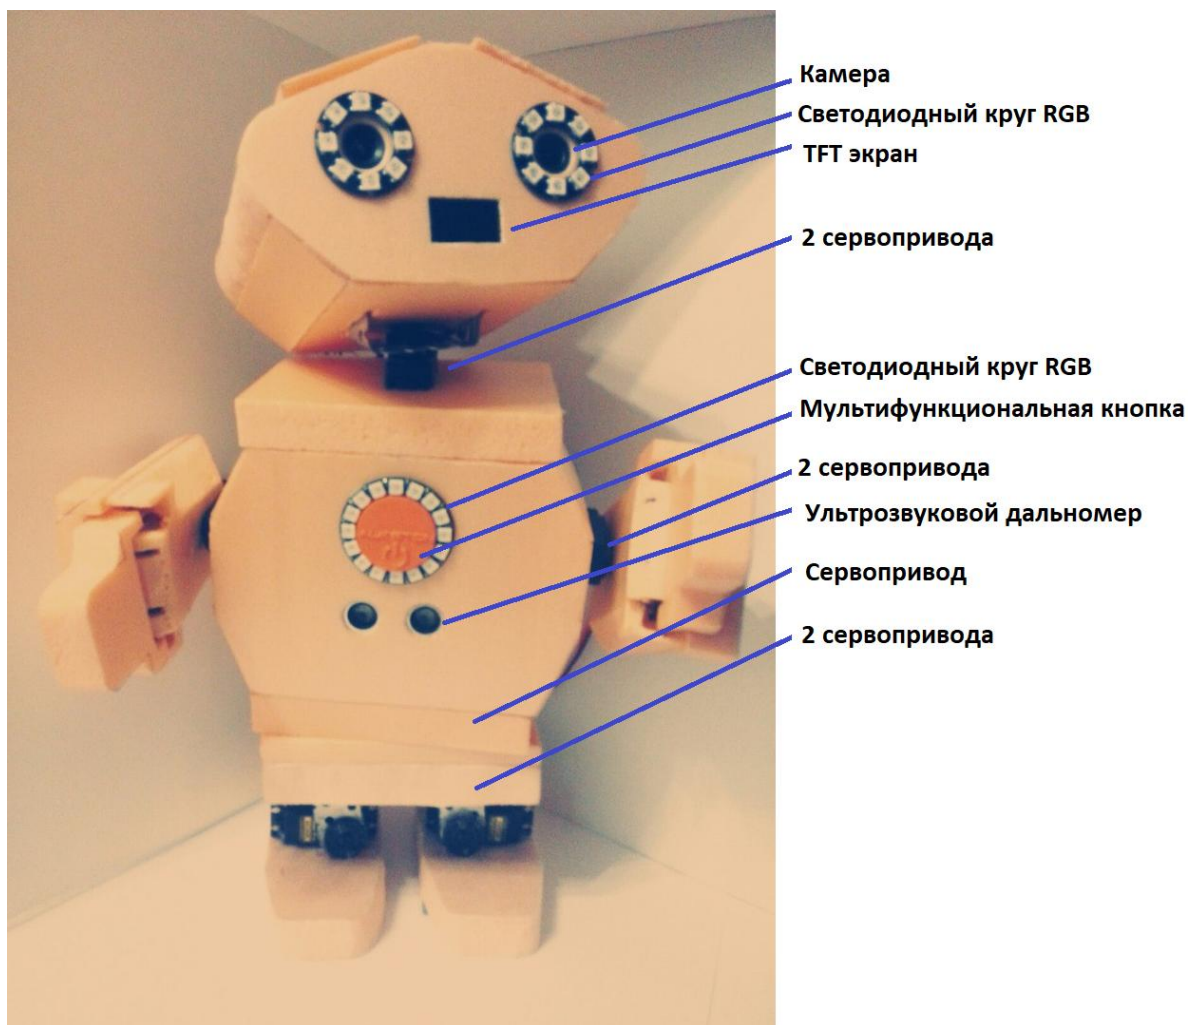 Камера
Светодиодный круг RGB
TFT экран
2 сервопривода
Светодиодный круг RGB
Мультифункциональная кнопка
2 сервопривода
Ультрозвуковой дальномер
Сервопривод
2 сервопривода